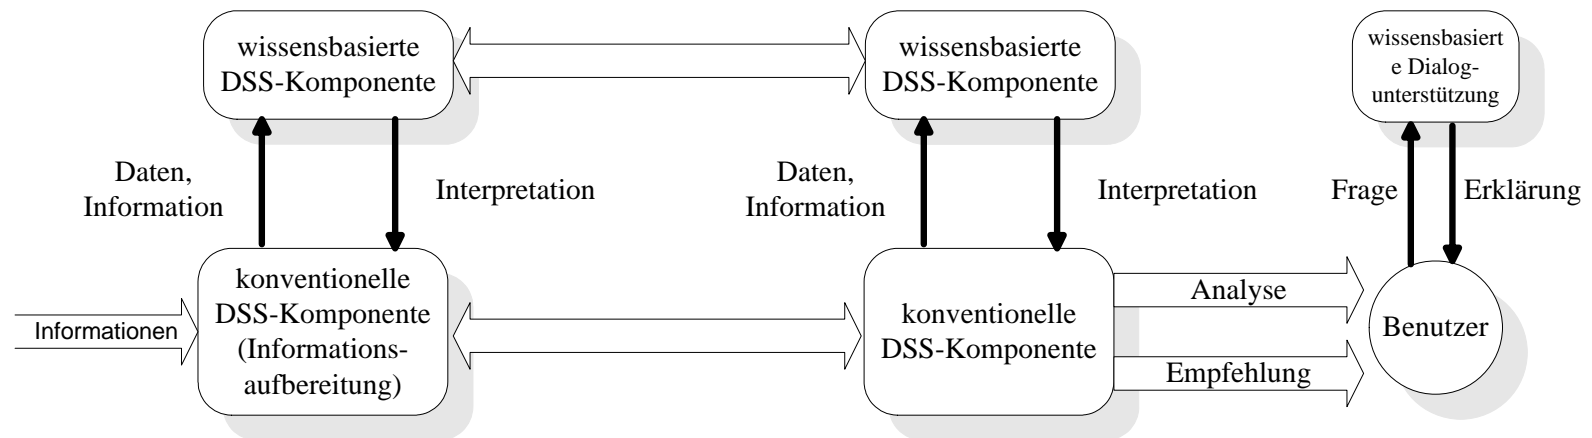 wissensbasierte
DSS-Komponente
wissensbasierte
DSS-Komponente
wissensbasiert
e Dialog-
unterstützung
Daten,
Information
Interpretation
Daten,
Information
Interpretation
Frage
Erklärung
Informationen
konventionelle
DSS-Komponente
(Informations-
aufbereitung)
konventionelle
DSS-Komponente
Analyse
Empfehlung
Benutzer